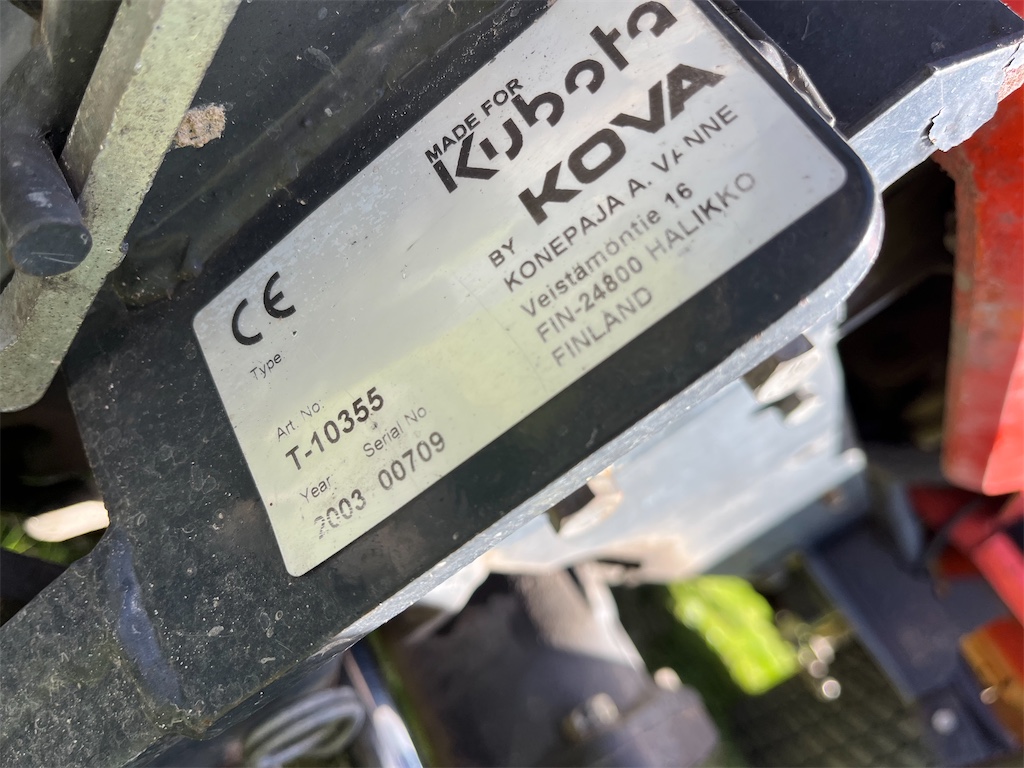 MADE FOR
Kubota
KOVA
BY
KONEPAJA A. VANNE
Veistämöntie 16
FIN-24800 HALIKKO
FINLAND
CE
Type
Art. No:
T-10355
Year Serial No
2003 00709